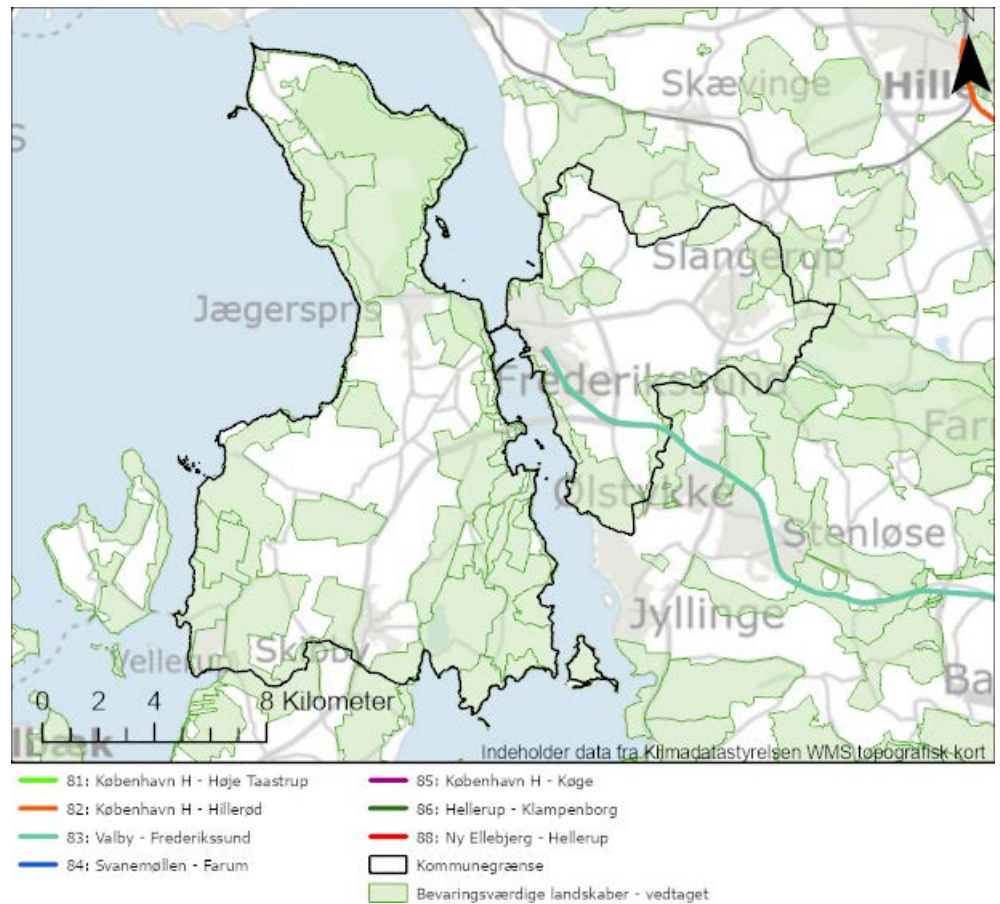 N
Skævinge
Hille
s
Slangerup
Jægerspris
Frederikssund
Farum
Ølstykke
Stenløse
Jyllinge
Vellerup
Skibby
Ba
0 2 4 8 Kilometer
lbæk
Indeholder data fra Klimadatastyrelsen WMS topografisk kort
81: København H - Høje Taastrup
82: København H - Hillerød
83: Valby - Frederikssund
84: Svanemøllen - Farum
85: København H - Køge
86: Hellerup - Klampenborg
88: Ny Ellebjerg - Hellerup
Kommunegrænse
Bevaringsværdige landskaber - vedtaget